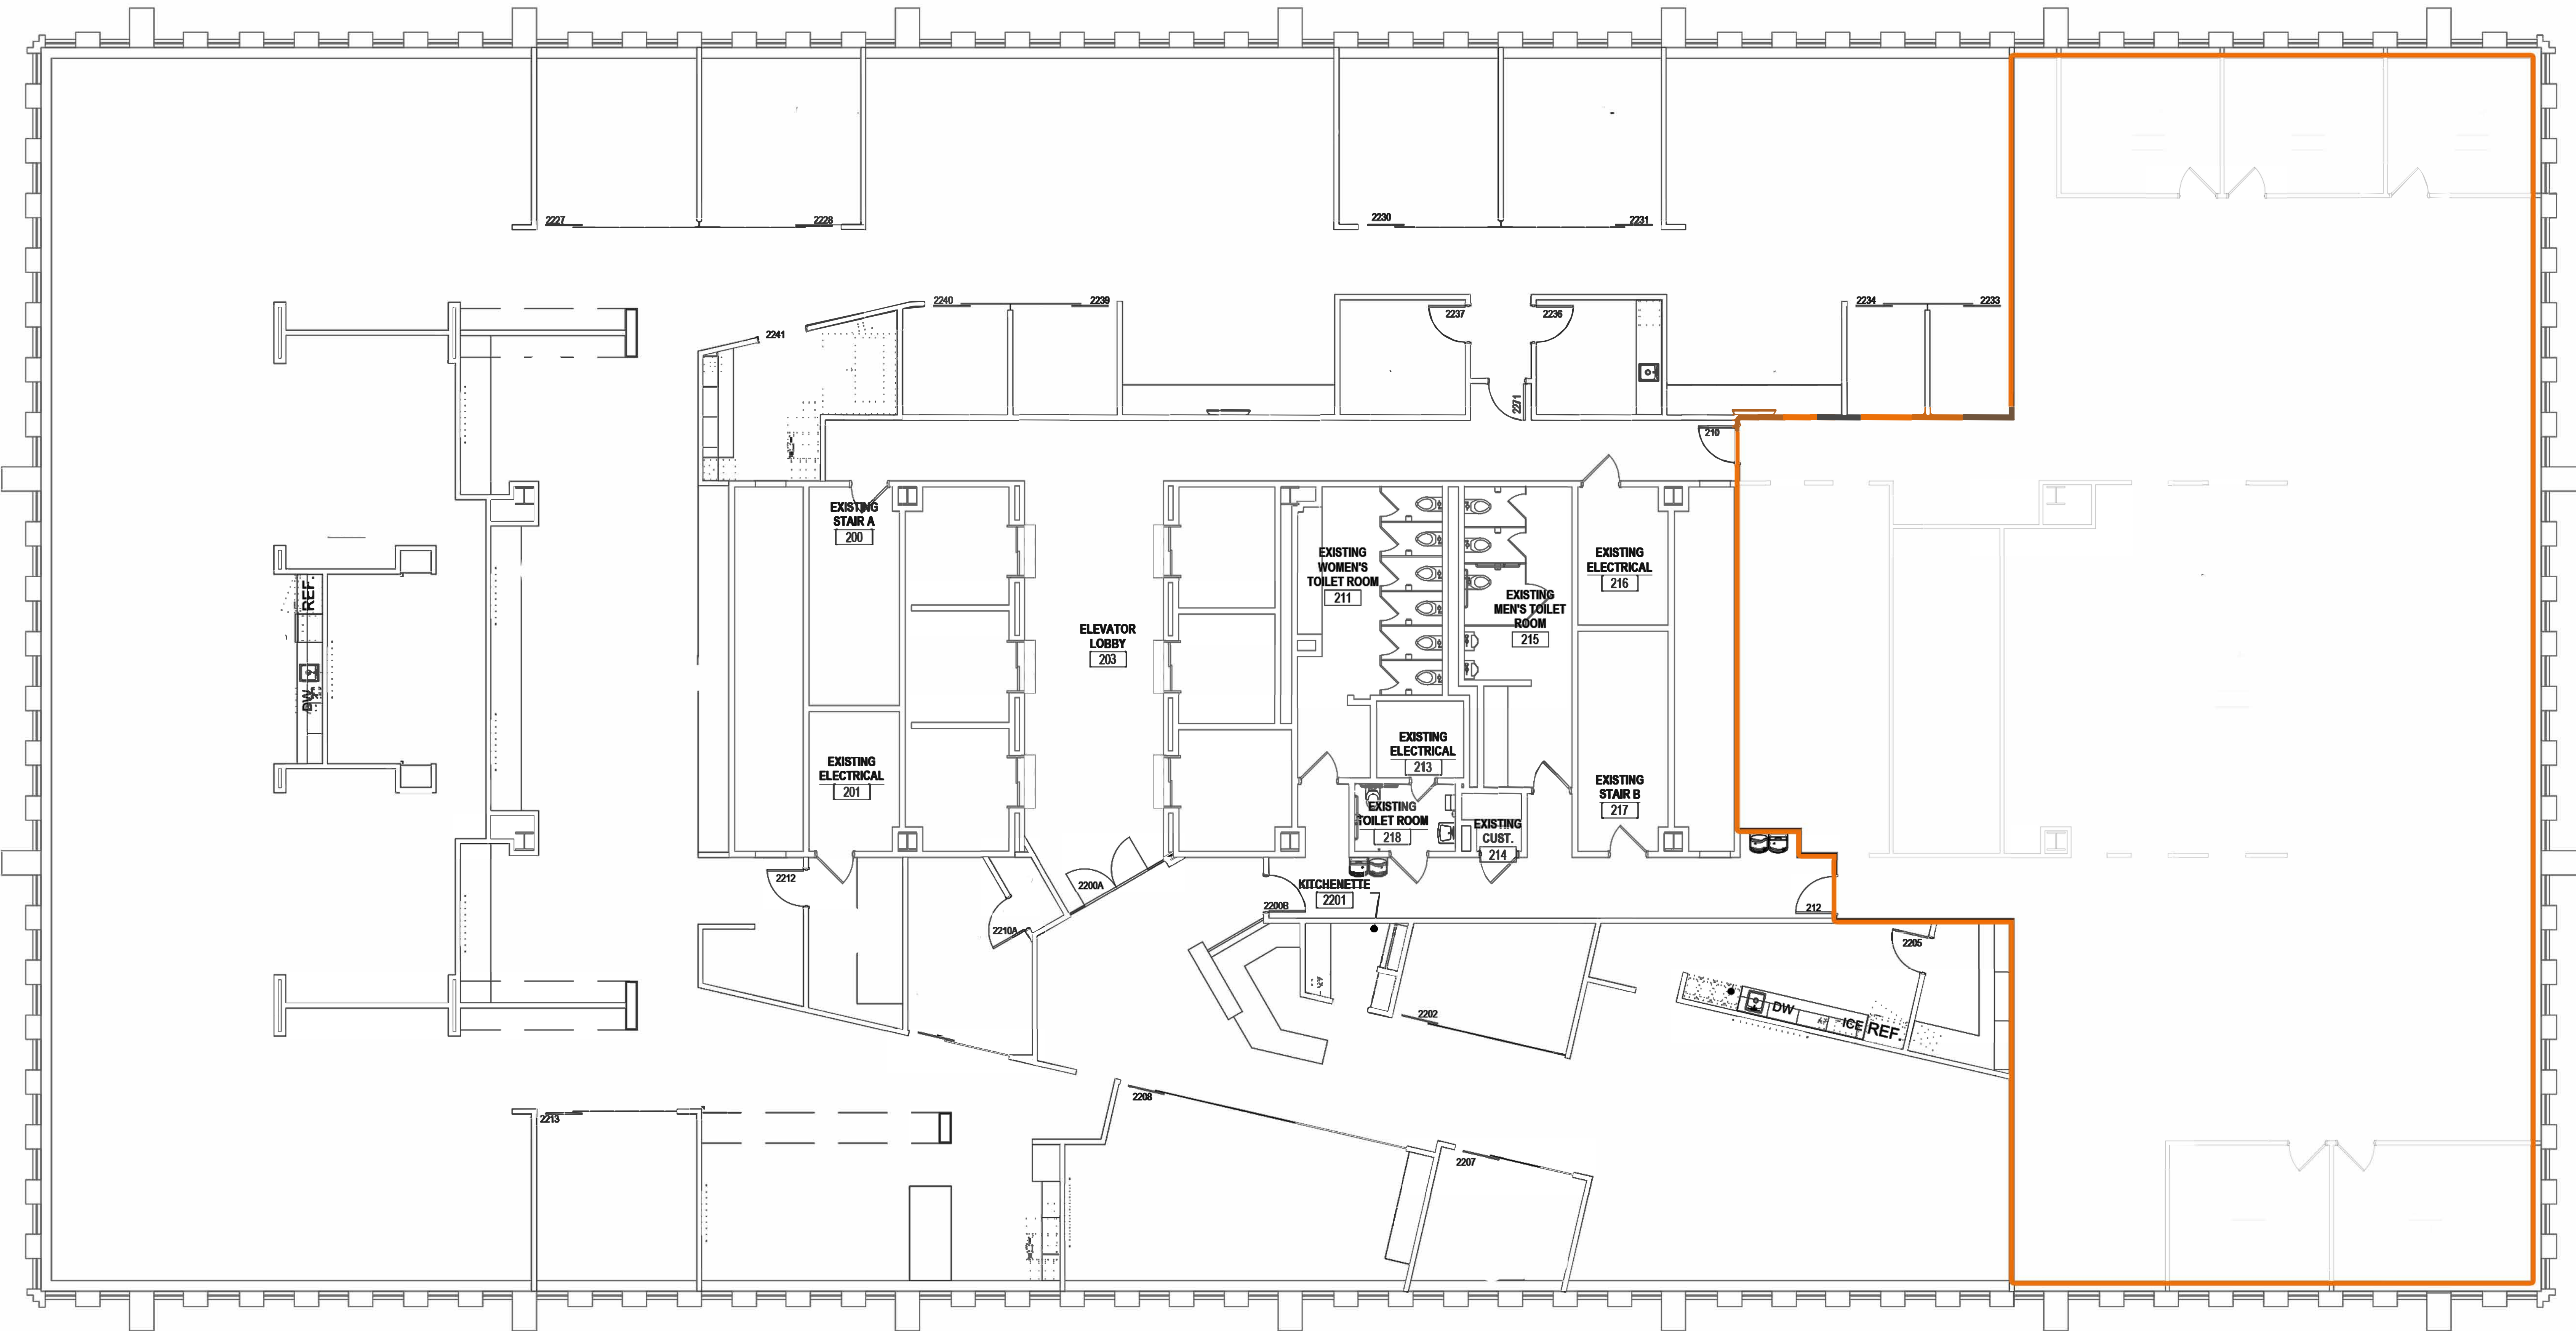 2227
2228
2230
2231
2240
2239
2234
2233
2241
2237
2236
2271
210
EXISTING
STAIR A
200
EXISTING
WOMEN'S
TOILET ROOM
211
EXISTING
ELECTRICAL
216
EXISTING
MEN'S TOILET
ROOM
215
REF.
DW
ELEVATOR
LOBBY
203
EXISTING
ELECTRICAL
201
EXISTING
ELECTRICAL
213
EXISTING
STAIR B
217
EXISTING
TOILET ROOM
218
EXISTING
CUST.
214
2212
2200A
KITCHENETTE
2201
2200B
212
2210A
2205
2202
DW
ICE
REF.
2208
2213
2207